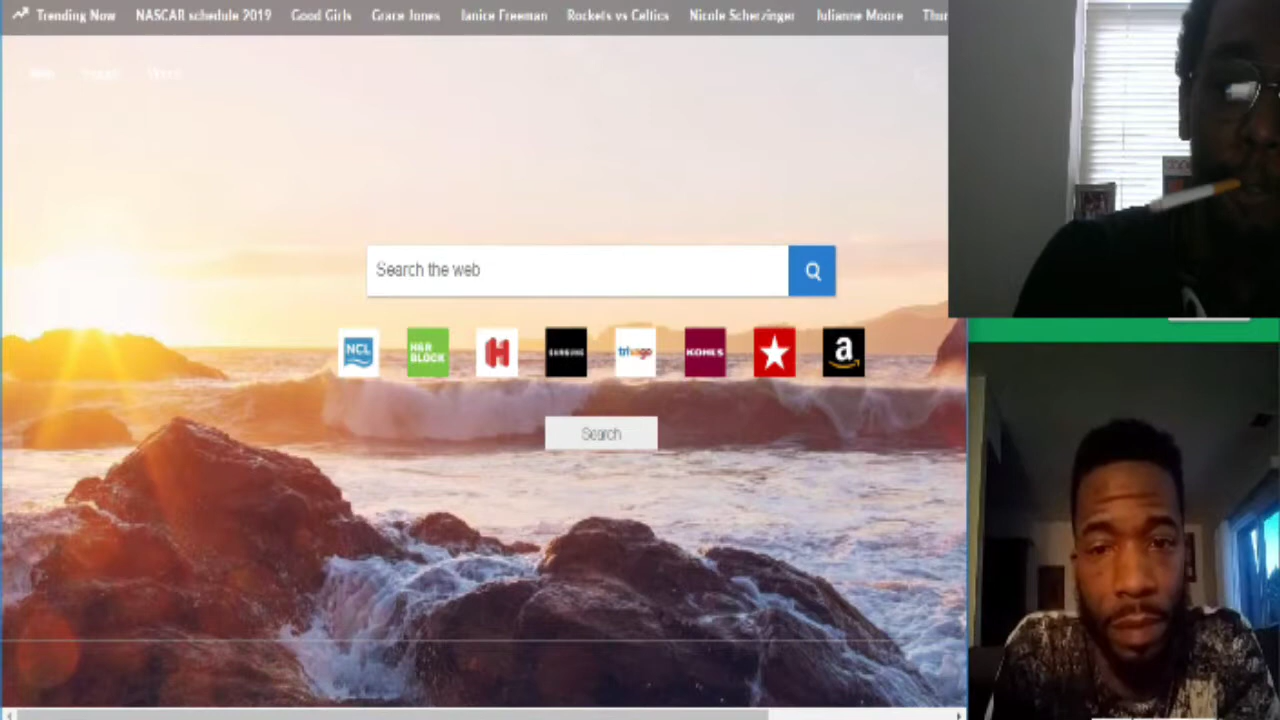 Trending Now NASCAR schedule 2019 Good Girls Grace Jones Janice Freeman Rockets vs Celtics Nicole Scherzinger Julianne Moore
Search the web
NCL
H&R
BLOCK
H
SAMSUNG
trivago
KOHL'S
a
Search